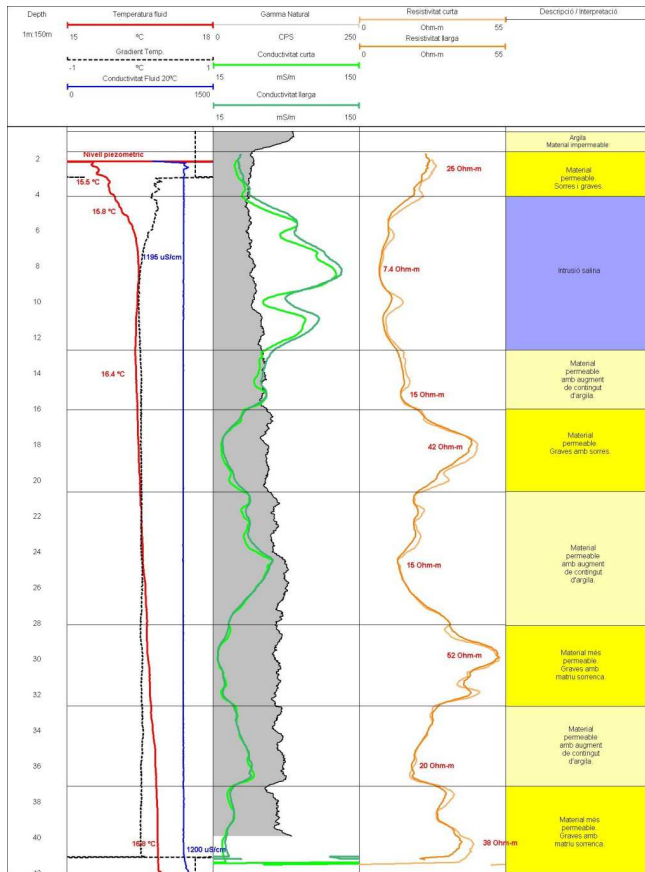 Depth
1m:150m
Temperatura fluid
15 ºC 18
Gradient Temp.
-1 ºC 1
Conductivitat Fluid 20ºC
0 1500
Gamma Natural
0 CPS 250
Conductivitat curta
15 mS/m 150
Conductivitat llarga
15 mS/m 150
Resistivitat curta
0 Ohm-m 55
Resistivitat llarga
0 Ohm-m 55
Descripció / Interpretació
Argila
Material impermeable
Nivell piezomètric
2
25 Ohm-m
Material
permeable.
Sorres i graves.
15.5 ºC
4
15.8 ºC
6
1195 uS/cm
8
7.4 Ohm-m
Intrusió salina
10
12
14
Material
permeable
amb augment
de contingut
d'argila.
16.4 ºC
15 Ohm-m
16
18
42 Ohm-m
Material
permeable.
Graves amb sorres.
20
22
24
15 Ohm-m
Material
permeable
amb augment
de contingut
d'argila.
26
28
30
52 Ohm-m
Material més
permeable.
Graves amb
matriu sorrenca.
32
34
Material
permeable
amb augment
de contingut
d'argila.
36
20 Ohm-m
38
40
16.8 ºC
1200 uS/cm
38 Ohm-m
Material més
permeable.
Graves amb
matriu sorrenca.